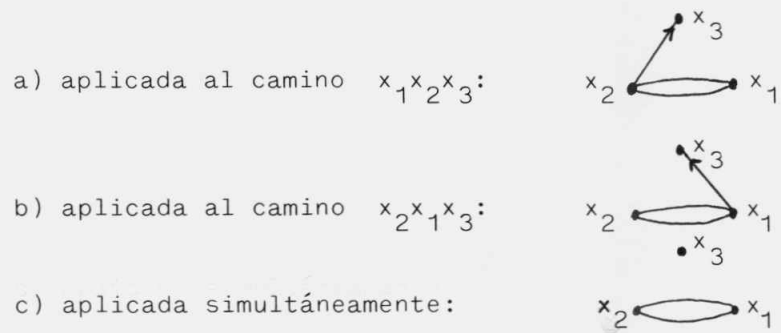 x3
a) aplicada al camino x1x2x3: x2 x1
x3
b) aplicada al camino x2x1x3: x2 x1
x3
c) aplicada simultáneamente: x2 x1